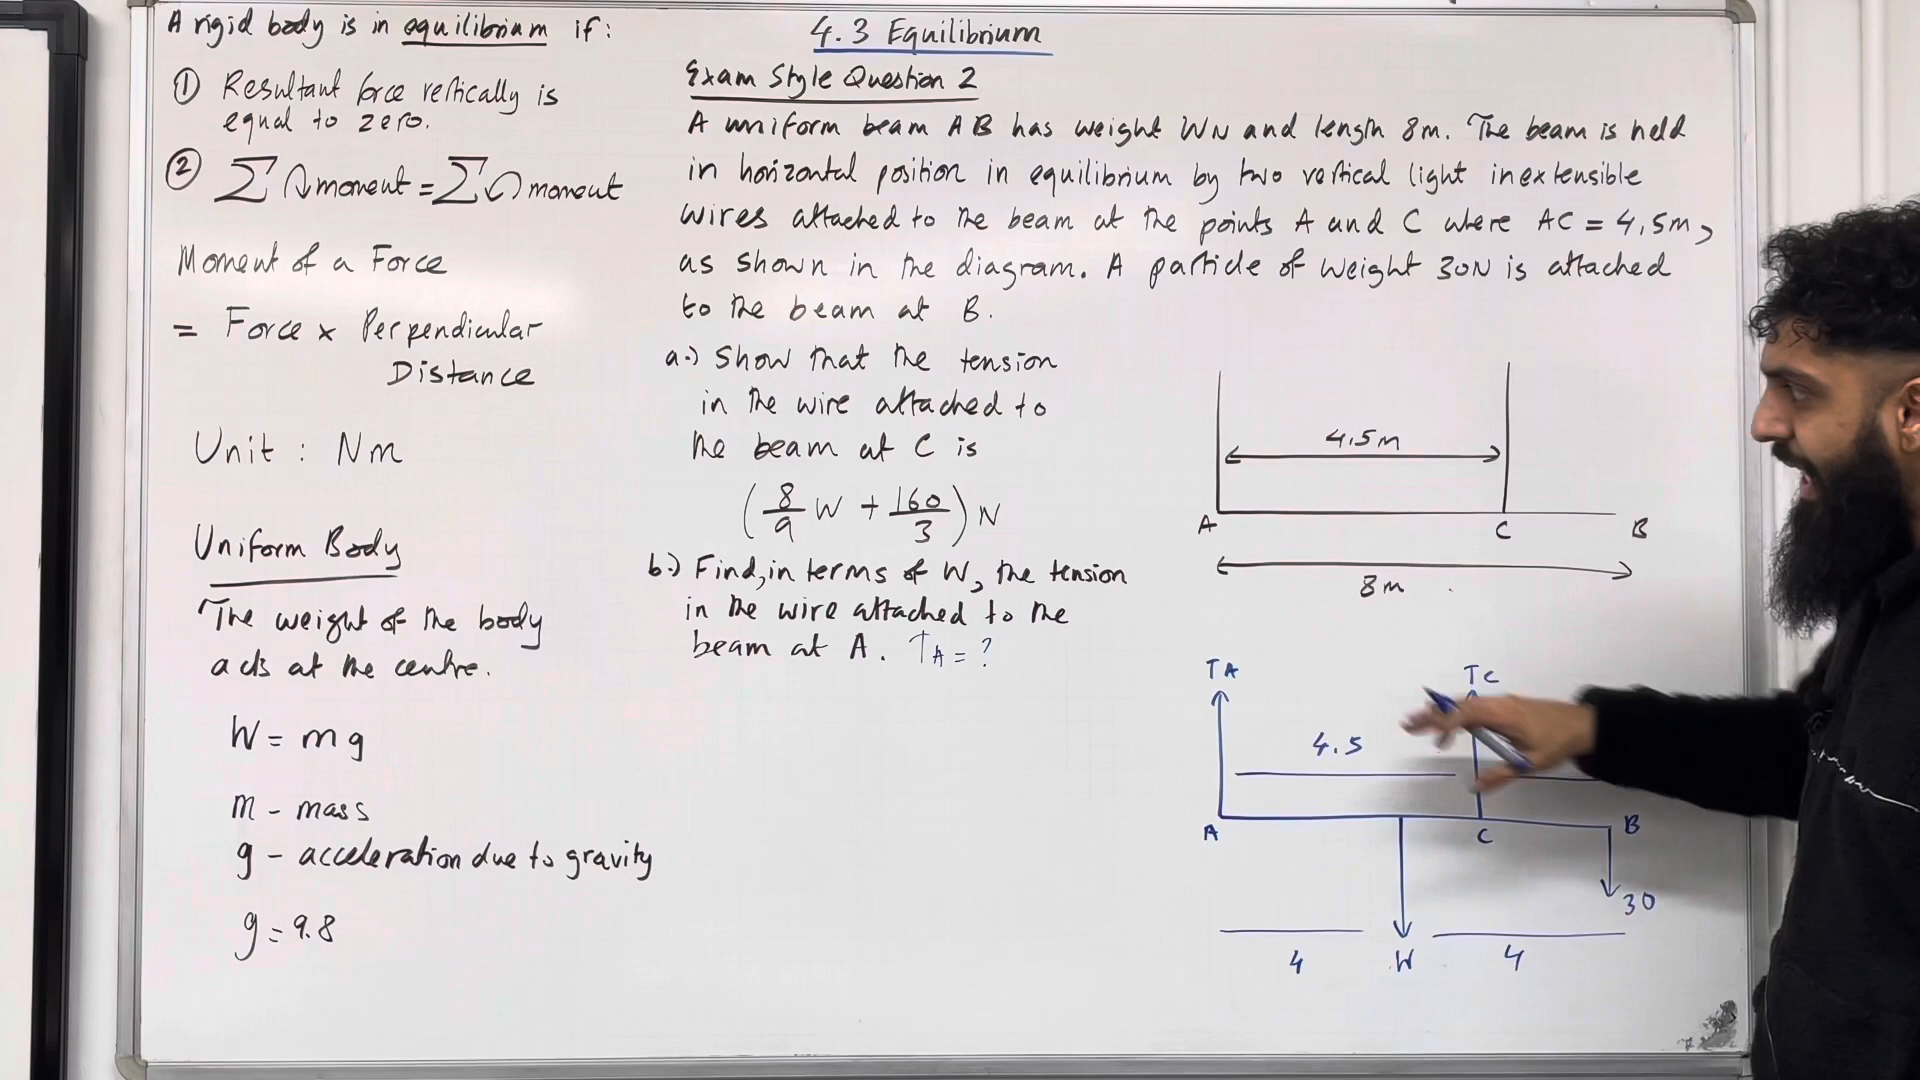 A rigid body is in equilibrium if:
① Resultant force vertically is
equal to zero.
② ∑ ↻ moment = ∑ ↺ moment
Moment of a Force
= Force × Perpendicular
Distance
Unit : Nm
Uniform Body
The weight of the body
acts at the centre.
W = mg
m - mass
g - acceleration due to gravity
g = 9.8
4.3 Equilibrium
Exam Style Question 2
A uniform beam AB has weight WN and length 8m. The beam is held
in horizontal position in equilibrium by two vertical light inextensible
wires attached to the beam at the points A and C where AC = 4.5m,
as shown in the diagram. A particle of weight 30N is attached
to the beam at B.
a.) Show that the tension
in the wire attached to
the beam at C is
(8/9 W + 160/3) N
b.) Find, in terms of W, the tension
in the wire attached to the
beam at A. TA = ?
4.5m
A C B
8m
TA TC
4.5
A C B
30
4 W 4